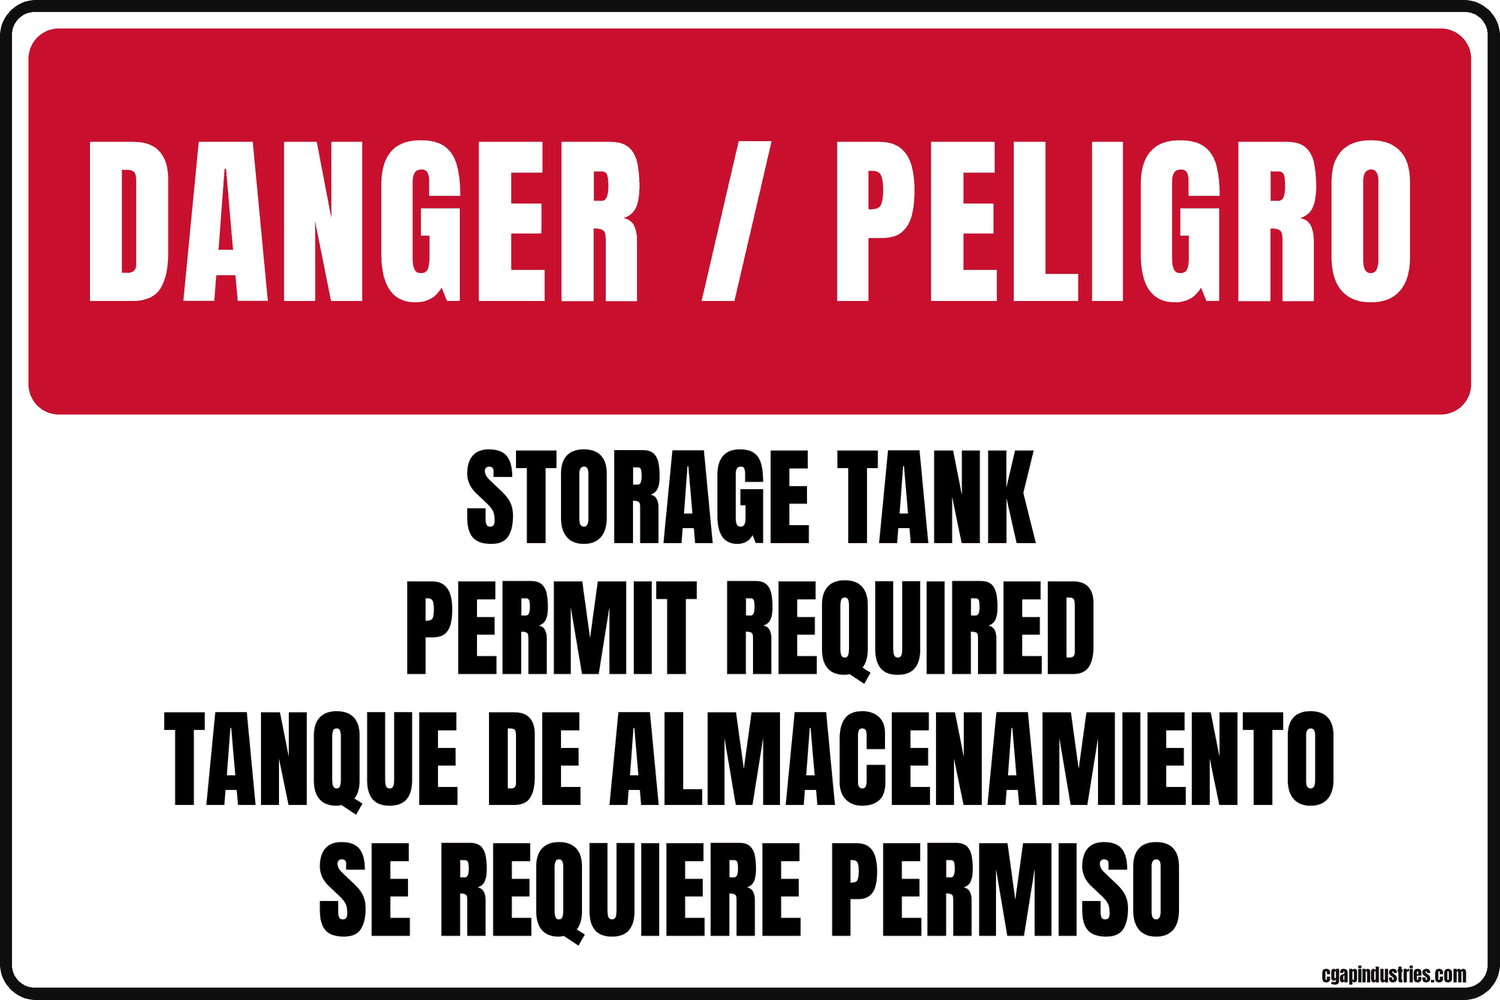 DANGER / PELIGRO
STORAGE TANK
PERMIT REQUIRED
TANQUE DE ALMACENAMIENTO
SE REQUIERE PERMISO
cgapindustries.com